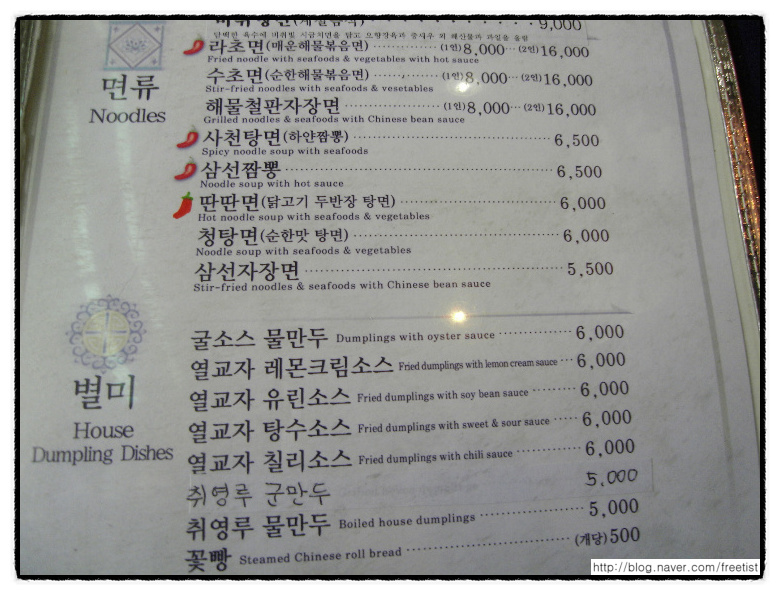 9,000
면류
Noodles
라초면(매운해물볶음면) ··· (1인)8,000 ··· (2인)16,000
Fried noodle with seafoods & vegetables with hot sauce
수초면(순한해물볶음면) ··· (1인)8,000 ··· (2인)16,000
Stir-fried noodles with seafoods & vesetables
해물철판자장면 ··· (1인)8,000 ··· (2인)16,000
Grilled noodles & seafoods with Chinese bean sauce
사천탕면(하얀짬뽕) ··· 6,500
Spicy noodle soup with seafoods
삼선짬뽕 ··· 6,500
Noodle soup with hot sauce
딴딴면(닭고기 두반장 탕면) ··· 6,000
Hot noodle soup with seafoods & vegetables
청탕면(순한맛 탕면) ··· 6,000
Noodle soup with seafoods & vegetables
삼선자장면 ··· 5,500
Stir-fried noodles & seafoods with Chinese bean sauce
별미
House
Dumpling Dishes
굴소스 물만두 Dumplings with oyster sauce ··· 6,000
열교자 레몬크림소스 Fried dumplings with lemon cream sauce ··· 6,000
열교자 유린소스 Fried dumplings with soy bean sauce ··· 6,000
열교자 탕수소스 Fried dumplings with sweet & sour sauce ··· 6,000
열교자 칠리소스 Fried dumplings with chili sauce ··· 6,000
취영루 군만두 5,000
취영루 물만두 Boiled house dumplings ··· 5,000
꽃빵 Steamed Chinese roll bread ··· (개당)500
http://blog.naver.com/freetist